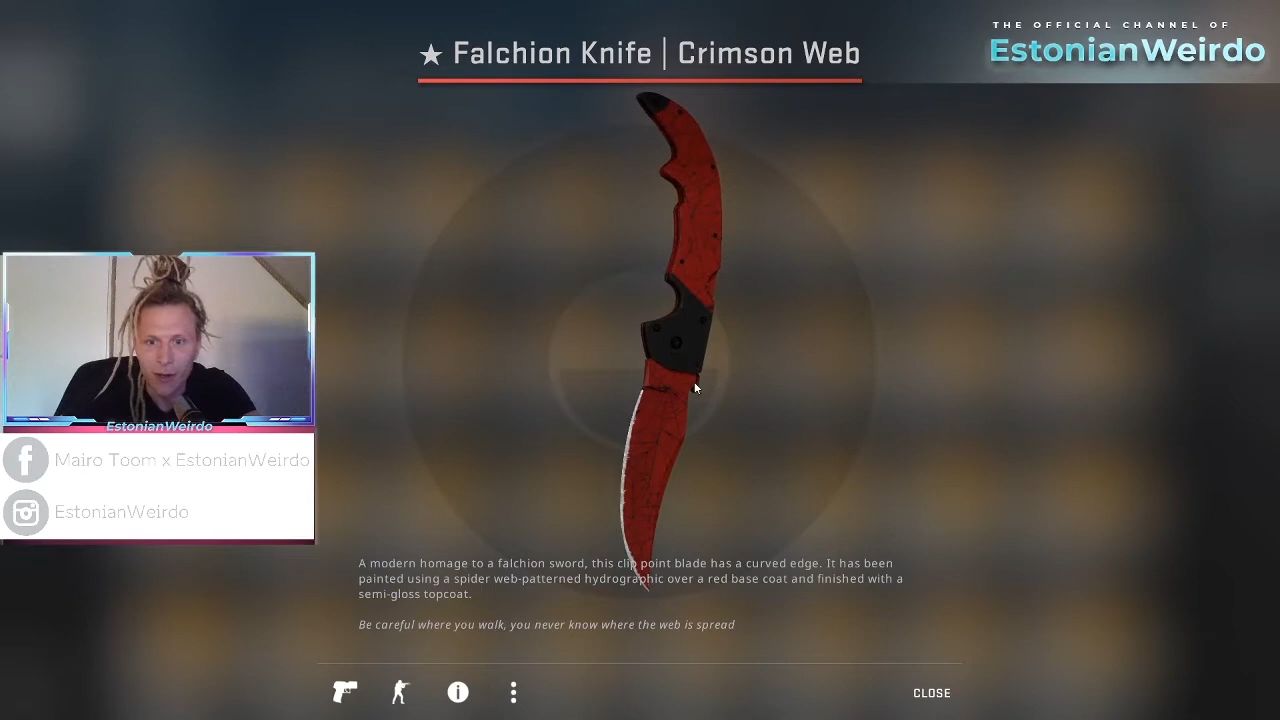 ★ Falchion Knife | Crimson Web
THE OFFICIAL CHANNEL OF
EstonianWeirdo
EstonianWeirdo
Mairo Toom x EstonianWeirdo
EstonianWeirdo
A modern homage to a falchion sword, this clip point blade has a curved edge. It has been
painted using a spider web-patterned hydrographic over a red base coat and finished with a
semi-gloss topcoat.
Be careful where you walk, you never know where the web is spread
CLOSE